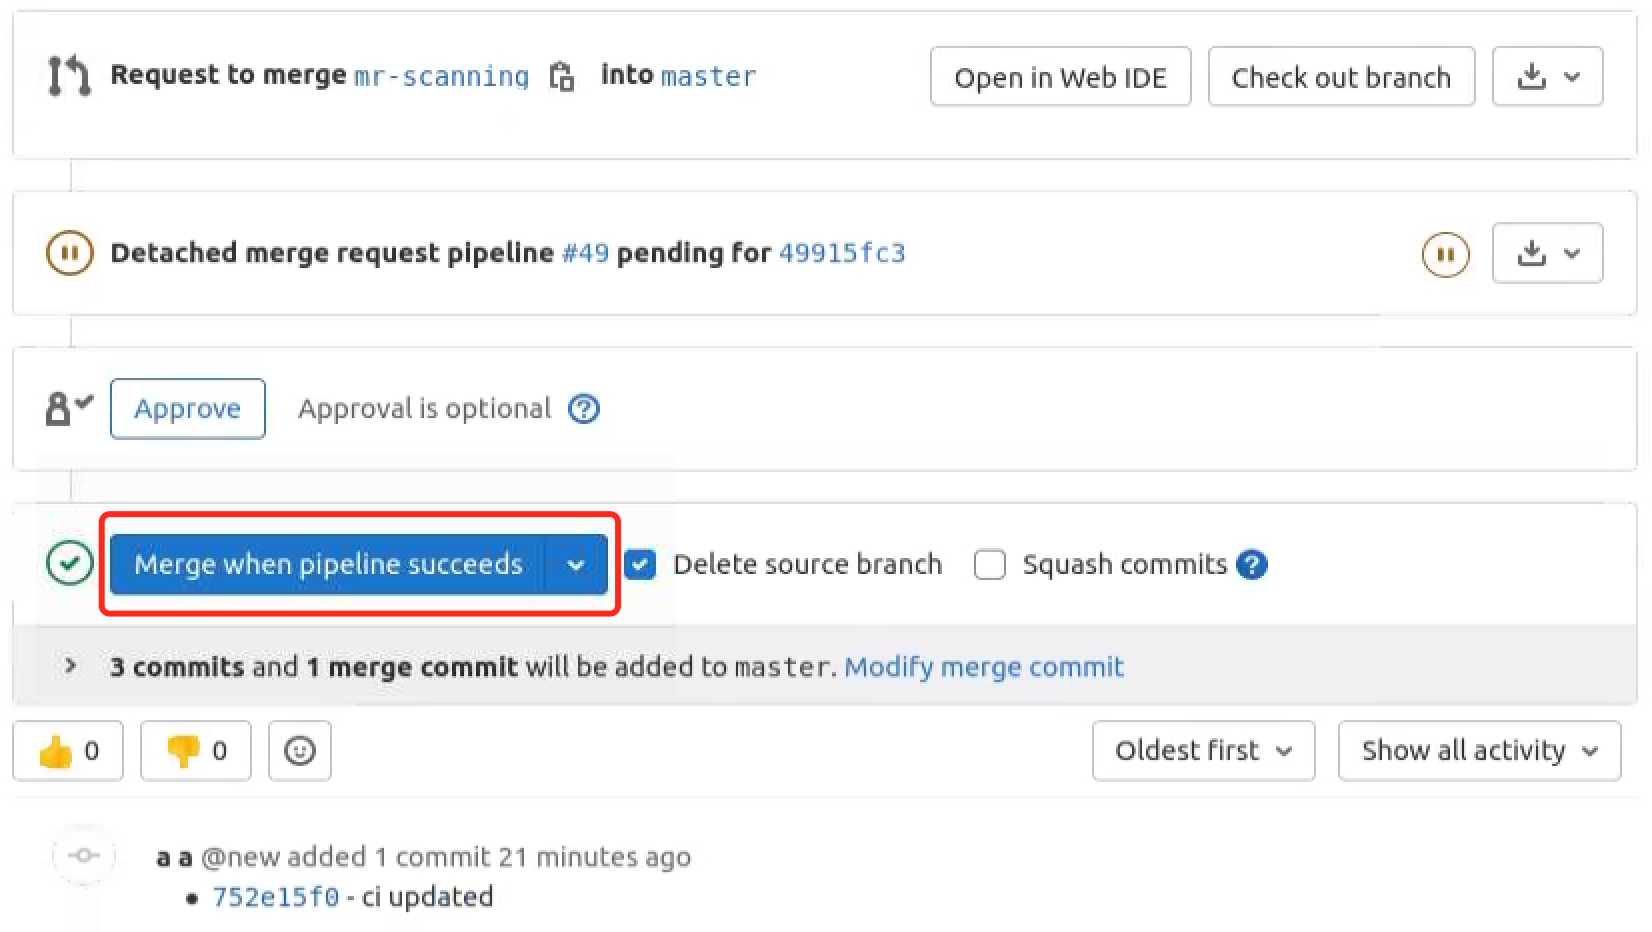 Request to merge mr-scanning into master Open in Web IDE Check out branch
Detached merge request pipeline #49 pending for 49915fc3
Approve Approval is optional
Merge when pipeline succeeds Delete source branch Squash commits
3 commits and 1 merge commit will be added to master. Modify merge commit
0 0 Oldest first Show all activity
a a @new added 1 commit 21 minutes ago
752e15f0 - ci updated